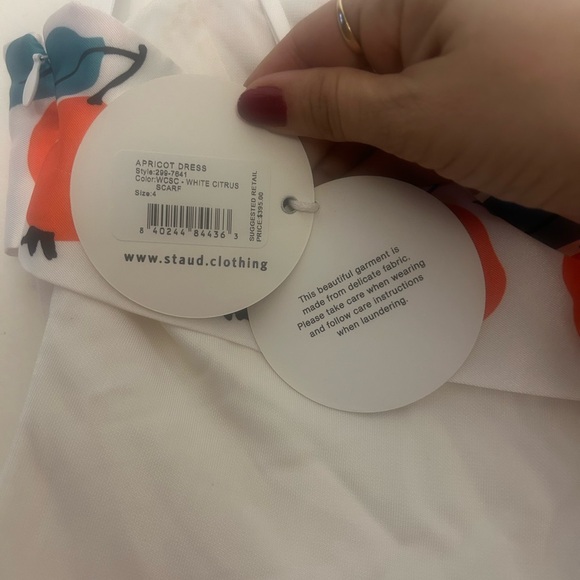 APRICOT DRESS
Style:299-7641
Color:WCSC - WHITE CITRUS
SCARF
Size:4
8 40244 84436 3
SUGGESTED RETAIL
PRICE:$395.00
www.staud.clothing
This beautiful garment is
made from delicate fabric.
Please take care when wearing
and follow care instructions
when laundering.